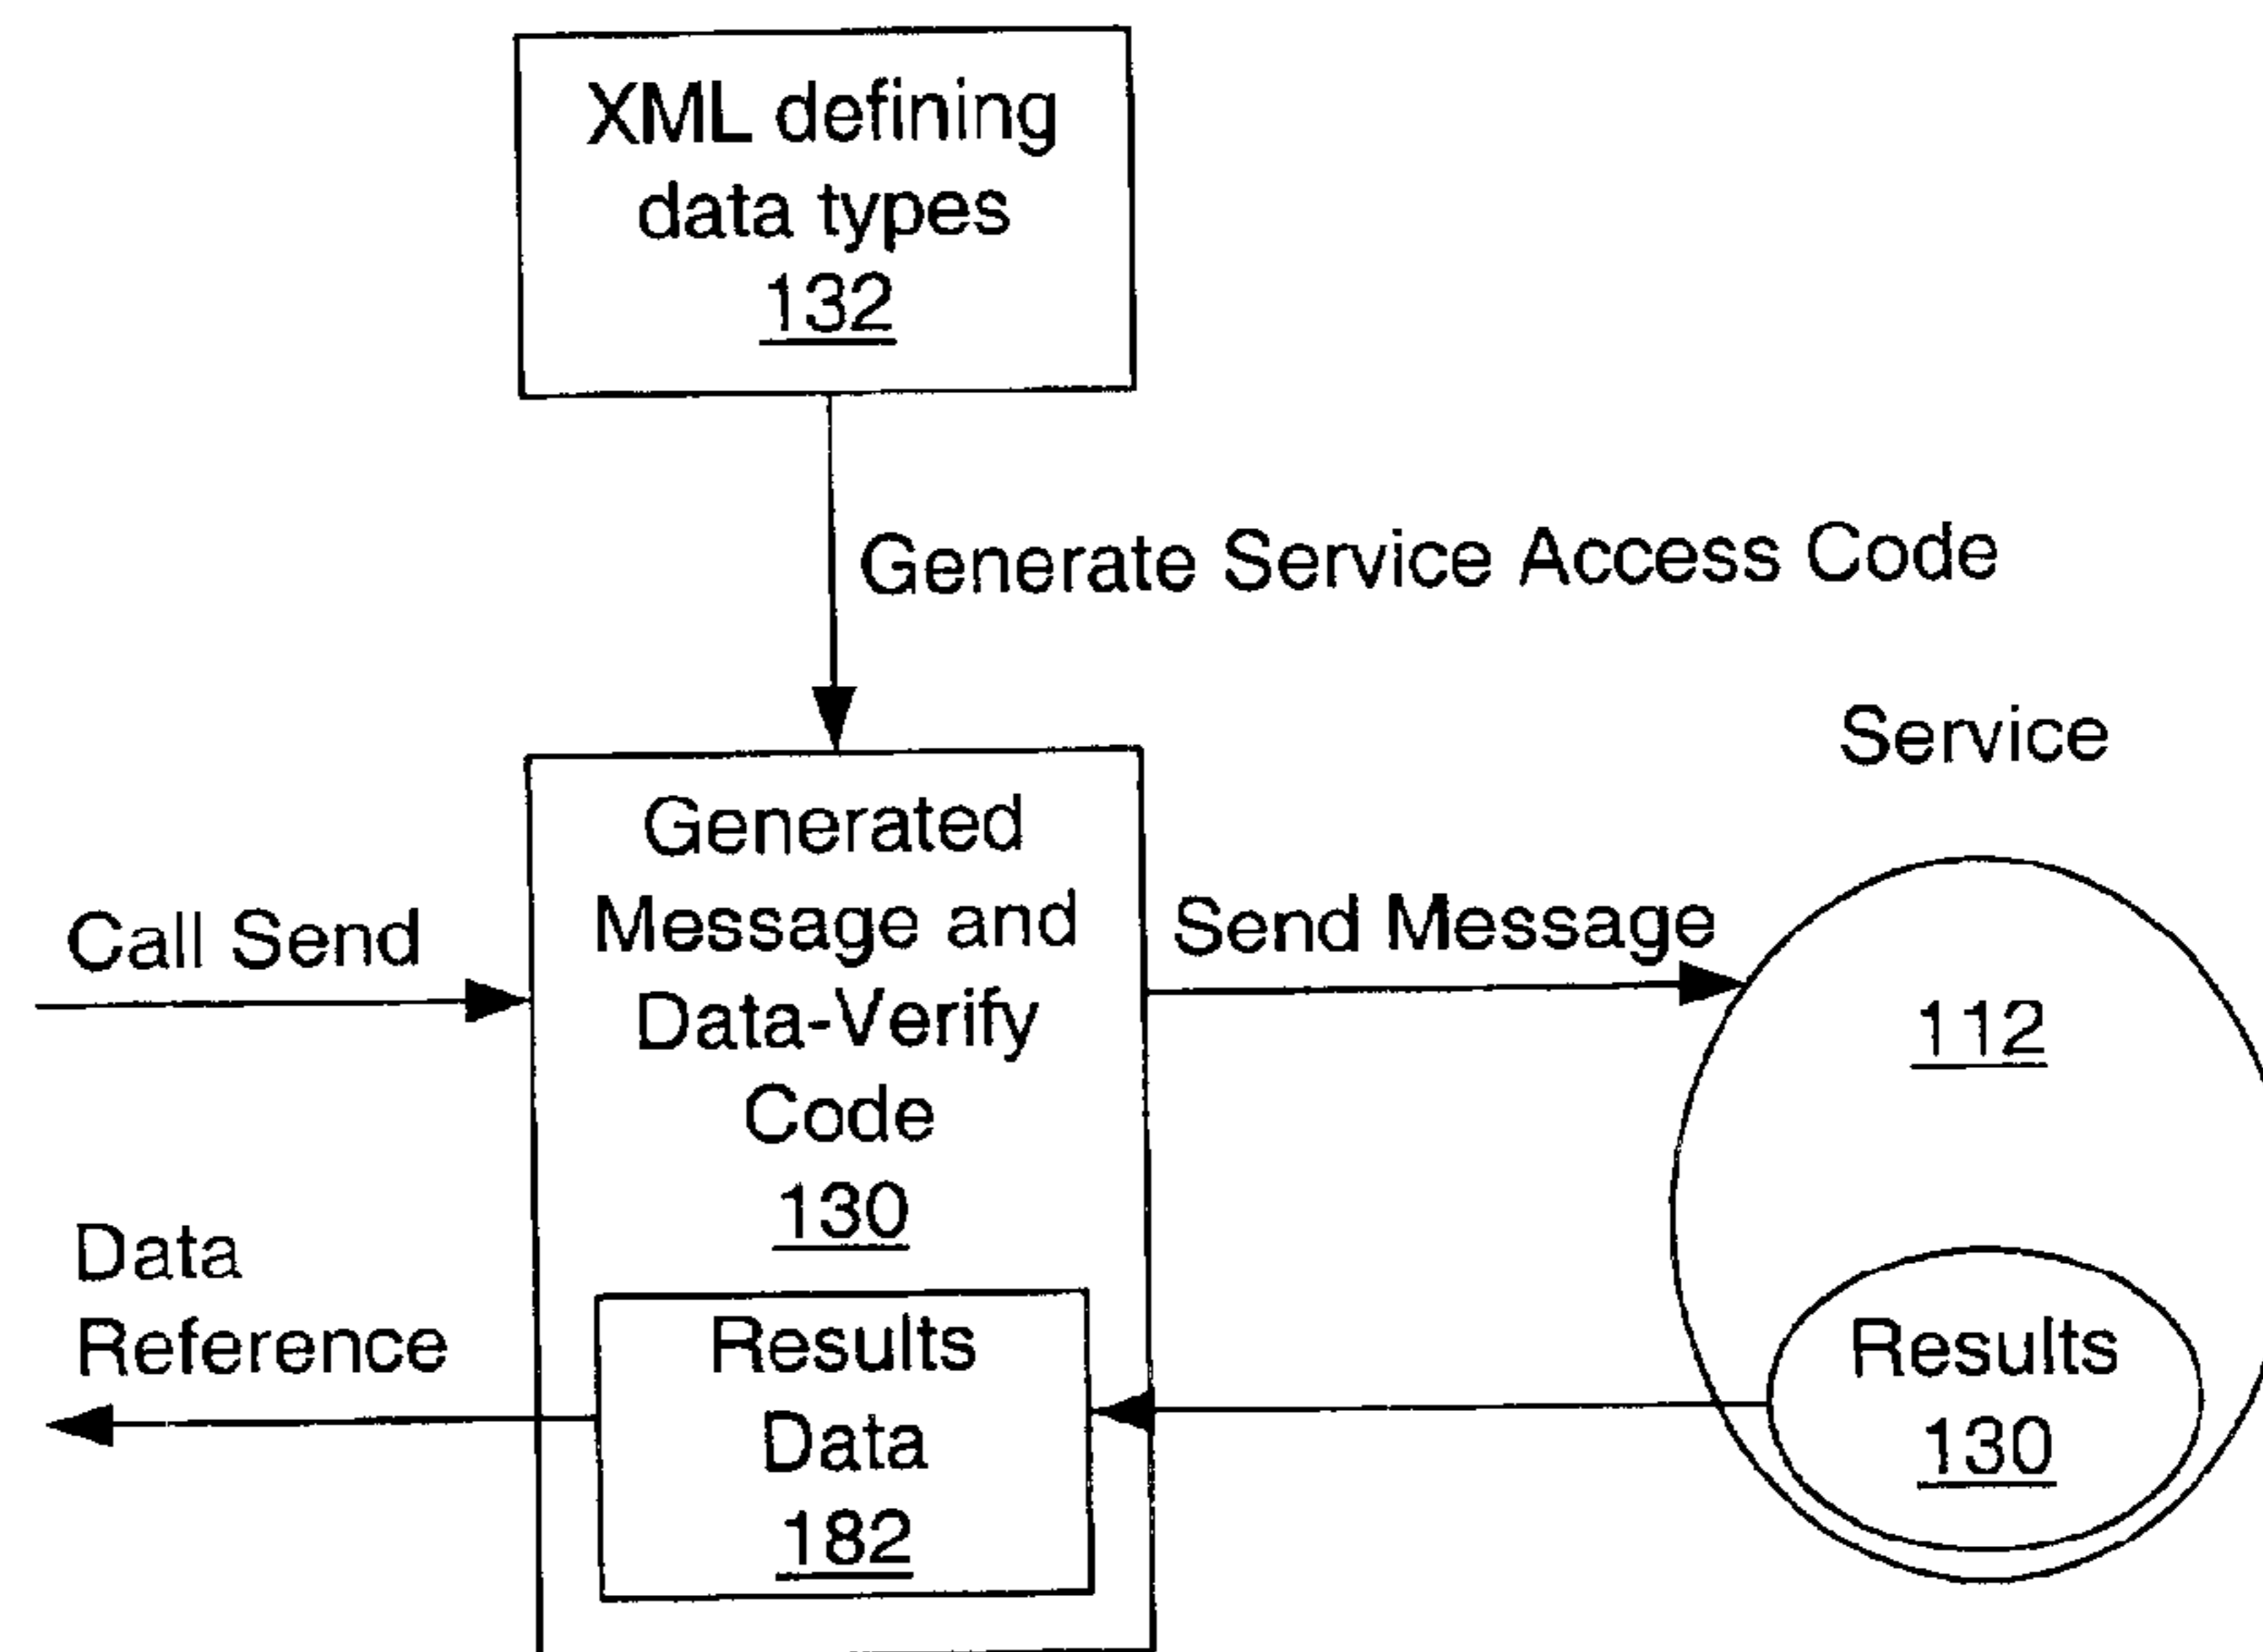 XML defining
data types
132
Generate Service Access Code
Service
Generated
Message and
Data-Verify
Code
130
Call Send
Send Message
112
Data
Reference
Results
Data
182
Results
130